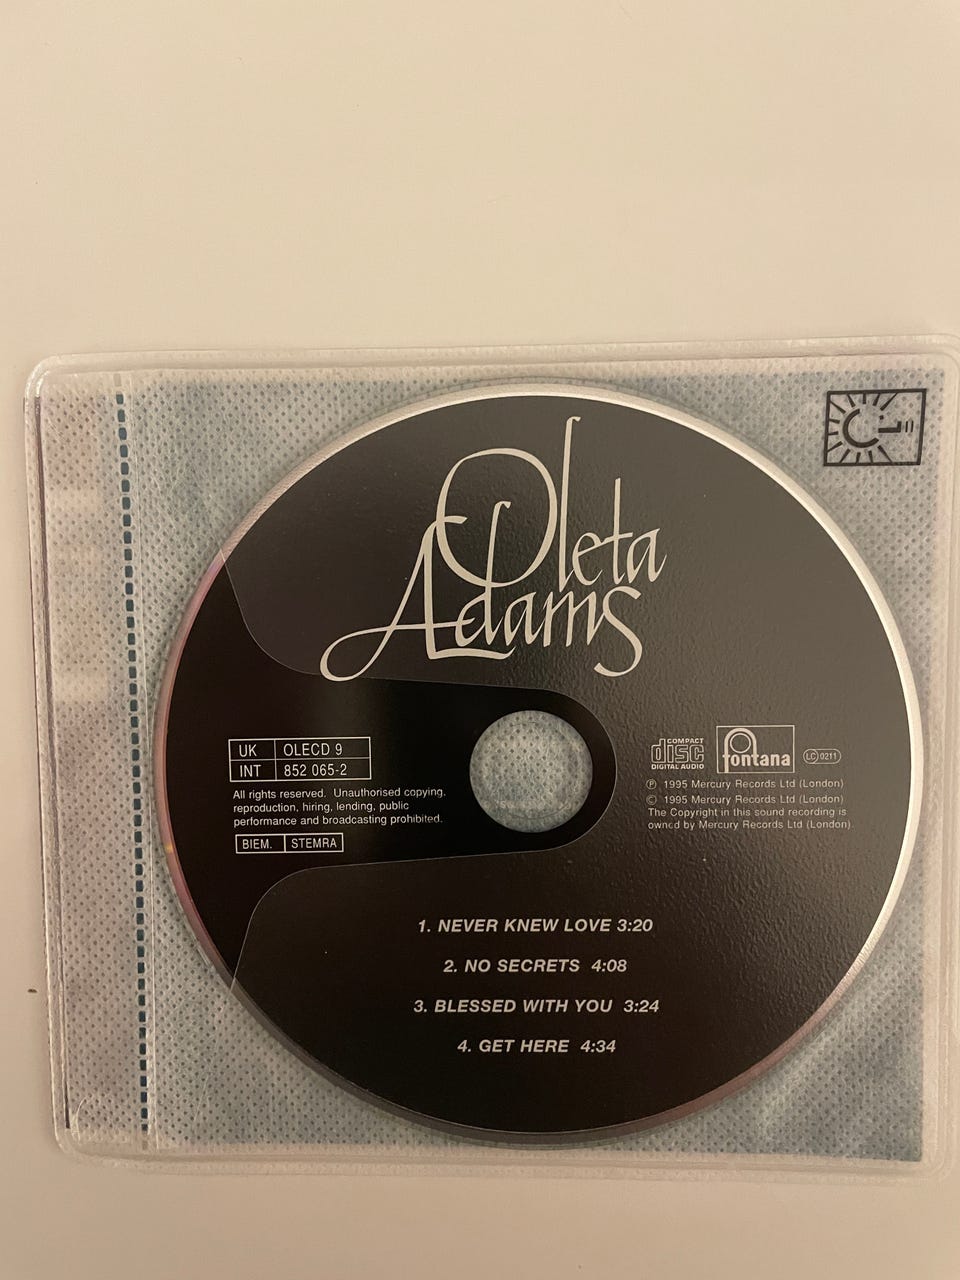 Oleta
Adams
UK OLECD 9
INT 852 065-2
All rights reserved. Unauthorised copying.
reproduction, hiring, lending, public
performance and broadcasting prohibited.
BIEM. STEMRA
COMPACT
disc
DIGITAL AUDIO
fontana
LC 0211
℗ 1995 Mercury Records Ltd (London)
© 1995 Mercury Records Ltd (London)
The Copyright in this sound recording is
owned by Mercury Records Ltd (London).
1. NEVER KNEW LOVE 3:20
2. NO SECRETS 4:08
3. BLESSED WITH YOU 3:24
4. GET HERE 4:34